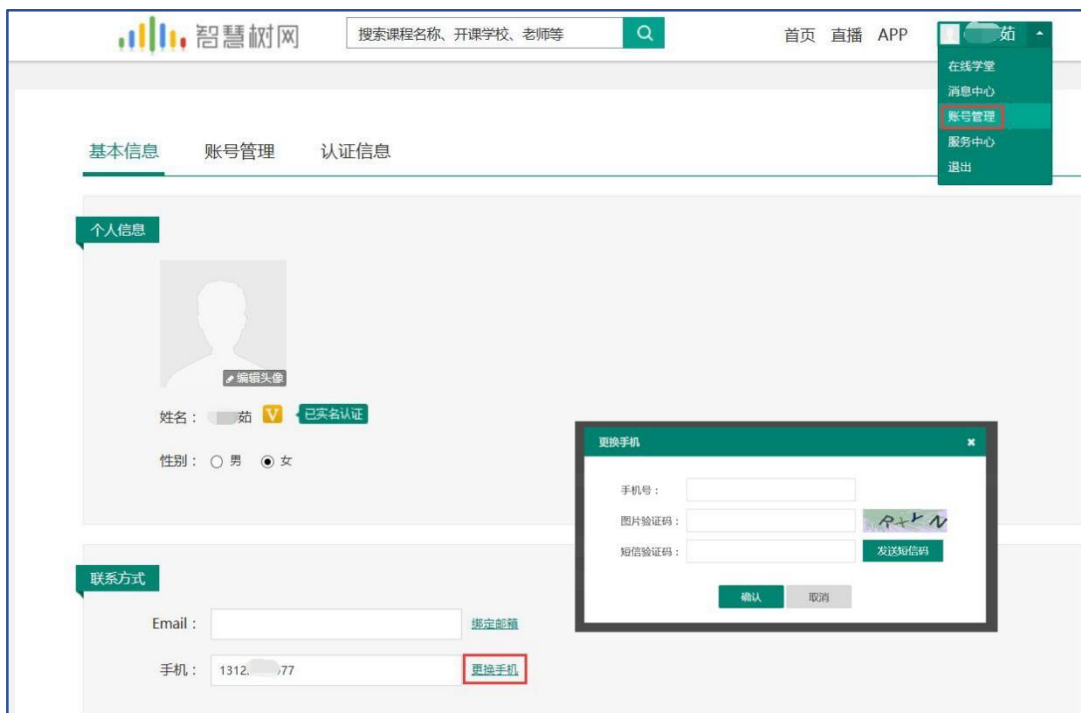 智慧树网
搜索课程名称、开课学校、老师等
首页 直播 APP
茹
在线学堂
消息中心
账号管理
服务中心
退出
基本信息 账号管理 认证信息
个人信息
编辑头像
姓名： 茹 V 已实名认证
性别： 男 女
更换手机
手机号：
图片验证码：
短信验证码： 发送短信码
确认 取消
联系方式
Email： 绑定邮箱
手机： 1312. 77 更换手机